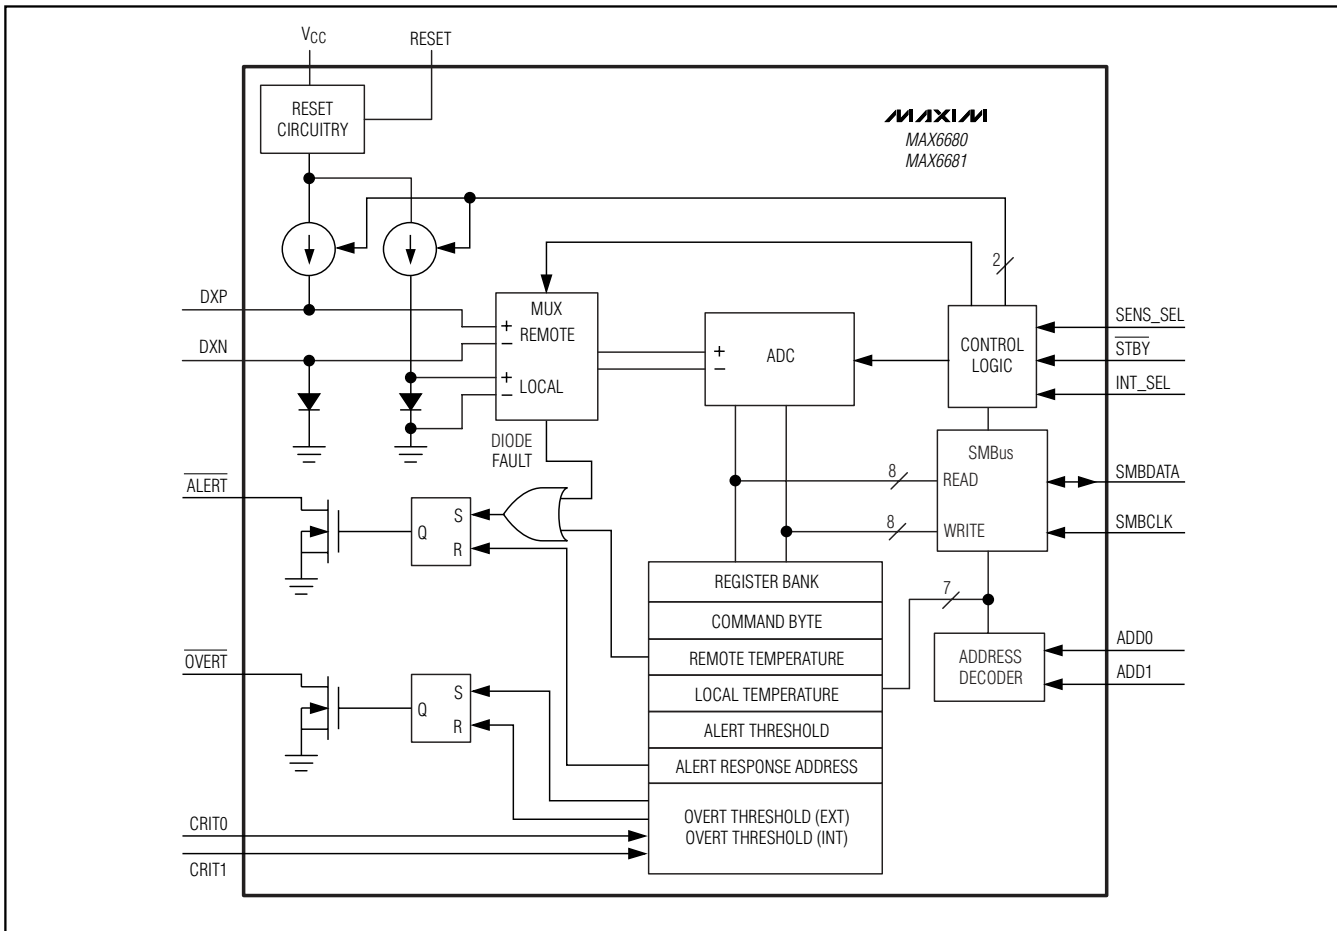 VCC
RESET
RESET
CIRCUITRY
MAXIM
MAX6680
MAX6681
2
DXP
MUX
+ REMOTE
−
DXN
+
LOCAL
−
+
−
ADC
CONTROL
LOGIC
SENS_SEL
STBY
INT_SEL
DIODE
FAULT
SMBus
8
READ
SMBDATA
8
WRITE
SMBCLK
ALERT
S
Q
R
REGISTER BANK
COMMAND BYTE
REMOTE TEMPERATURE
LOCAL TEMPERATURE
ALERT THRESHOLD
ALERT RESPONSE ADDRESS
OVERT THRESHOLD (EXT)
OVERT THRESHOLD (INT)
7
ADDRESS
DECODER
ADD0
ADD1
OVERT
S
Q
R
CRIT0
CRIT1